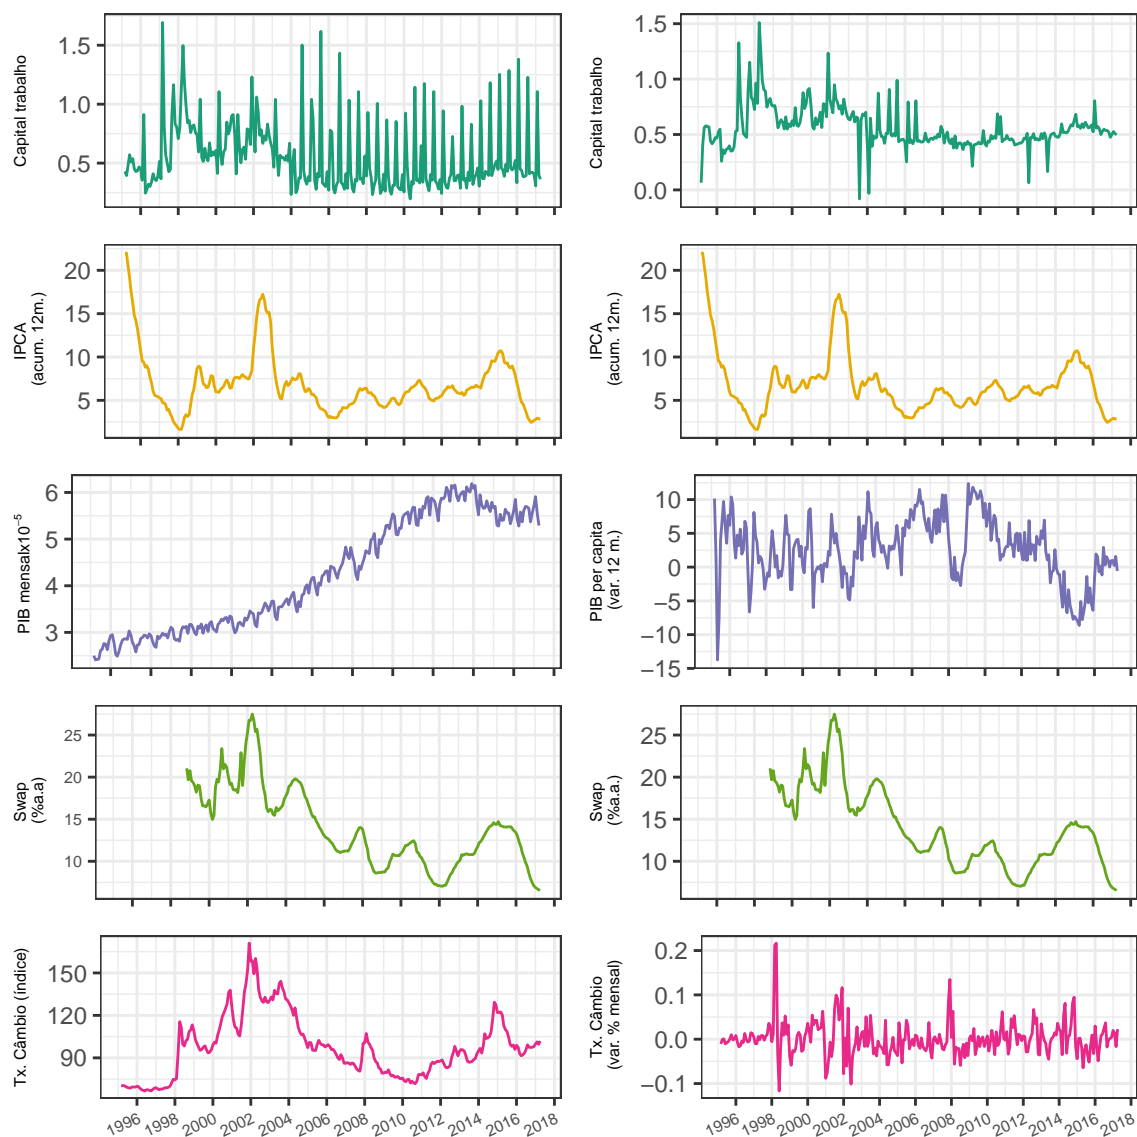 Capital trabalho
1.5
1.0
0.5
Capital trabalho
1.5
1.0
0.5
0.0
IPCA
(acum. 12m.)
20
15
10
5
IPCA
(acum. 12m.)
20
15
10
5
PIB mensalx10⁻⁵
6
5
4
3
PIB per capita
(var. 12 m.)
10
5
0
−5
−10
−15
Swap
(%a.a)
25
20
15
10
Swap
(%a.a.)
25
20
15
10
Tx. Câmbio (índice)
150
120
90
Tx. Câmbio
(var. % mensal)
0.2
0.1
0.0
−0.1
1996 1998 2000 2002 2004 2006 2008 2010 2012 2014 2016 2018
1996 1998 2000 2002 2004 2006 2008 2010 2012 2014 2016 2018